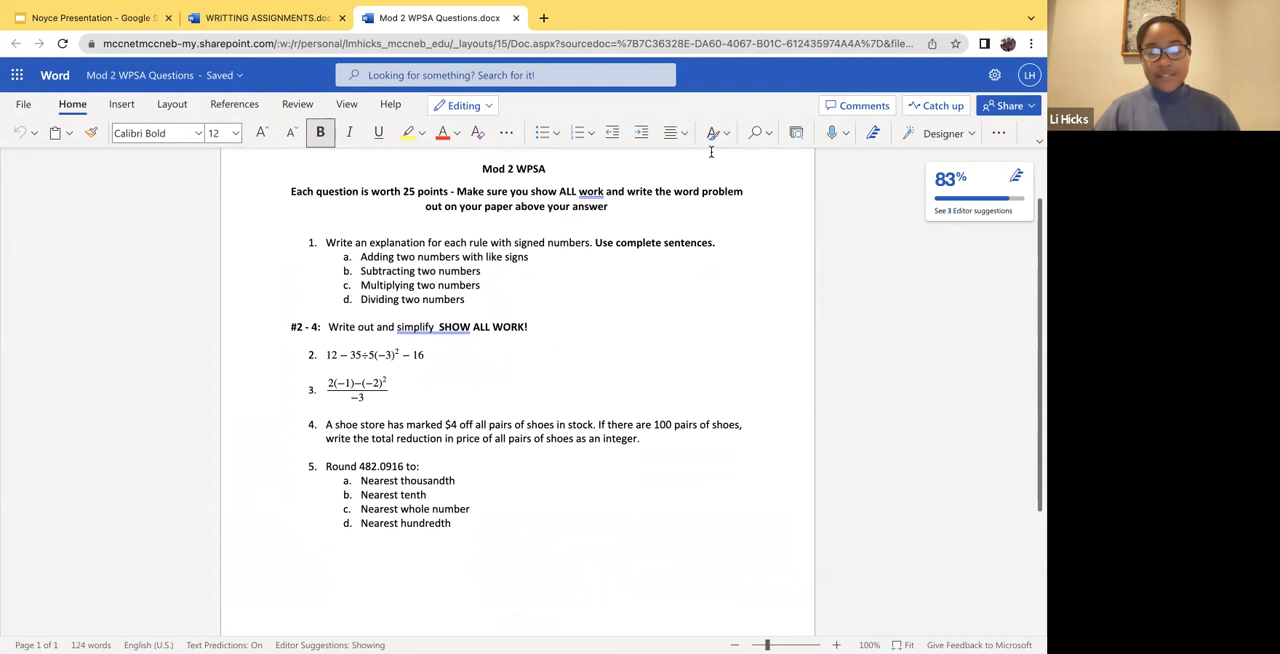 Noyce Presentation - Google S
WRITTING ASSIGNMENTS.doc
Mod 2 WPSA Questions.docx
mccnetmccneb-my.sharepoint.com/:w:/r/personal/lmhicks_mccneb_edu/_layouts/15/Doc.aspx?sourcedoc=%7B7C36328E-DA60-4067-B01C-612435974A4A%7D&file...
Word
Mod 2 WPSA Questions - Saved
Looking for something? Search for it!
LH
File Home Insert Layout References Review View Help Editing Comments Catch up Share
Calibri Bold 12 A A B I U A A ... Designer ...
Li Hicks
Mod 2 WPSA
Each question is worth 25 points - Make sure you show ALL work and write the word problem
out on your paper above your answer
83%
See 3 Editor suggestions
1. Write an explanation for each rule with signed numbers. Use complete sentences.
a. Adding two numbers with like signs
b. Subtracting two numbers
c. Multiplying two numbers
d. Dividing two numbers
#2 - 4: Write out and simplify SHOW ALL WORK!
2. 12 − 35÷5(−3)² − 16
3. 2(−1)−(−2)²
−3
4. A shoe store has marked $4 off all pairs of shoes in stock. If there are 100 pairs of shoes,
write the total reduction in price of all pairs of shoes as an integer.
5. Round 482.0916 to:
a. Nearest thousandth
b. Nearest tenth
c. Nearest whole number
d. Nearest hundredth
Page 1 of 1 124 words English (U.S.) Text Predictions: On Editor Suggestions: Showing 100% Fit Give Feedback to Microsoft